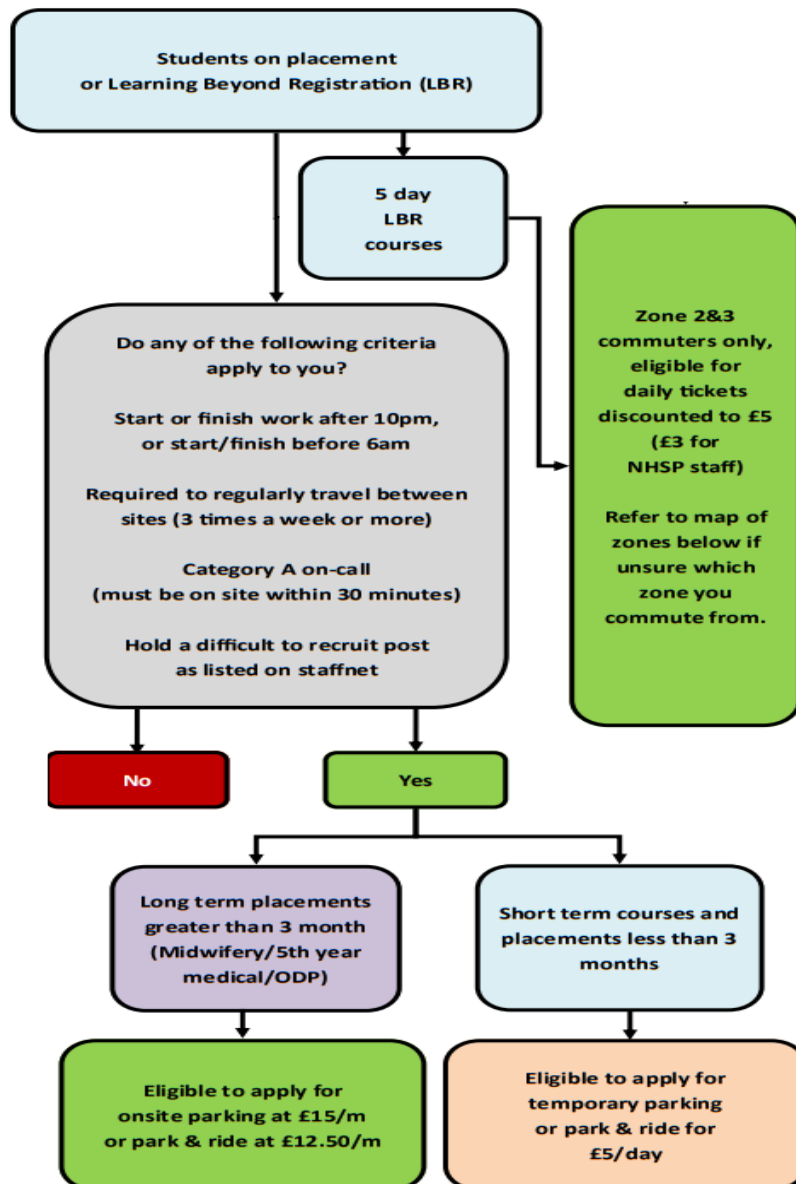 Students on placement
or Learning Beyond Registration (LBR)
5 day
LBR
courses
Zone 2&3
commuters only,
eligible for
daily tickets
discounted to £5
(£3 for
NHSP staff)
Refer to map of
zones below if
unsure which
zone you
commute from.
Do any of the following criteria
apply to you?
Start or finish work after 10pm,
or start/finish before 6am
Required to regularly travel between
sites (3 times a week or more)
Category A on-call
(must be on site within 30 minutes)
Hold a difficult to recruit post
as listed on staffnet
No
Yes
Long term placements
greater than 3 month
(Midwifery/5th year
medical/ODP)
Short term courses and
placements less than 3
months
Eligible to apply for
onsite parking at £15/m
or park & ride at £12.50/m
Eligible to apply for
temporary parking
or park & ride for
£5/day